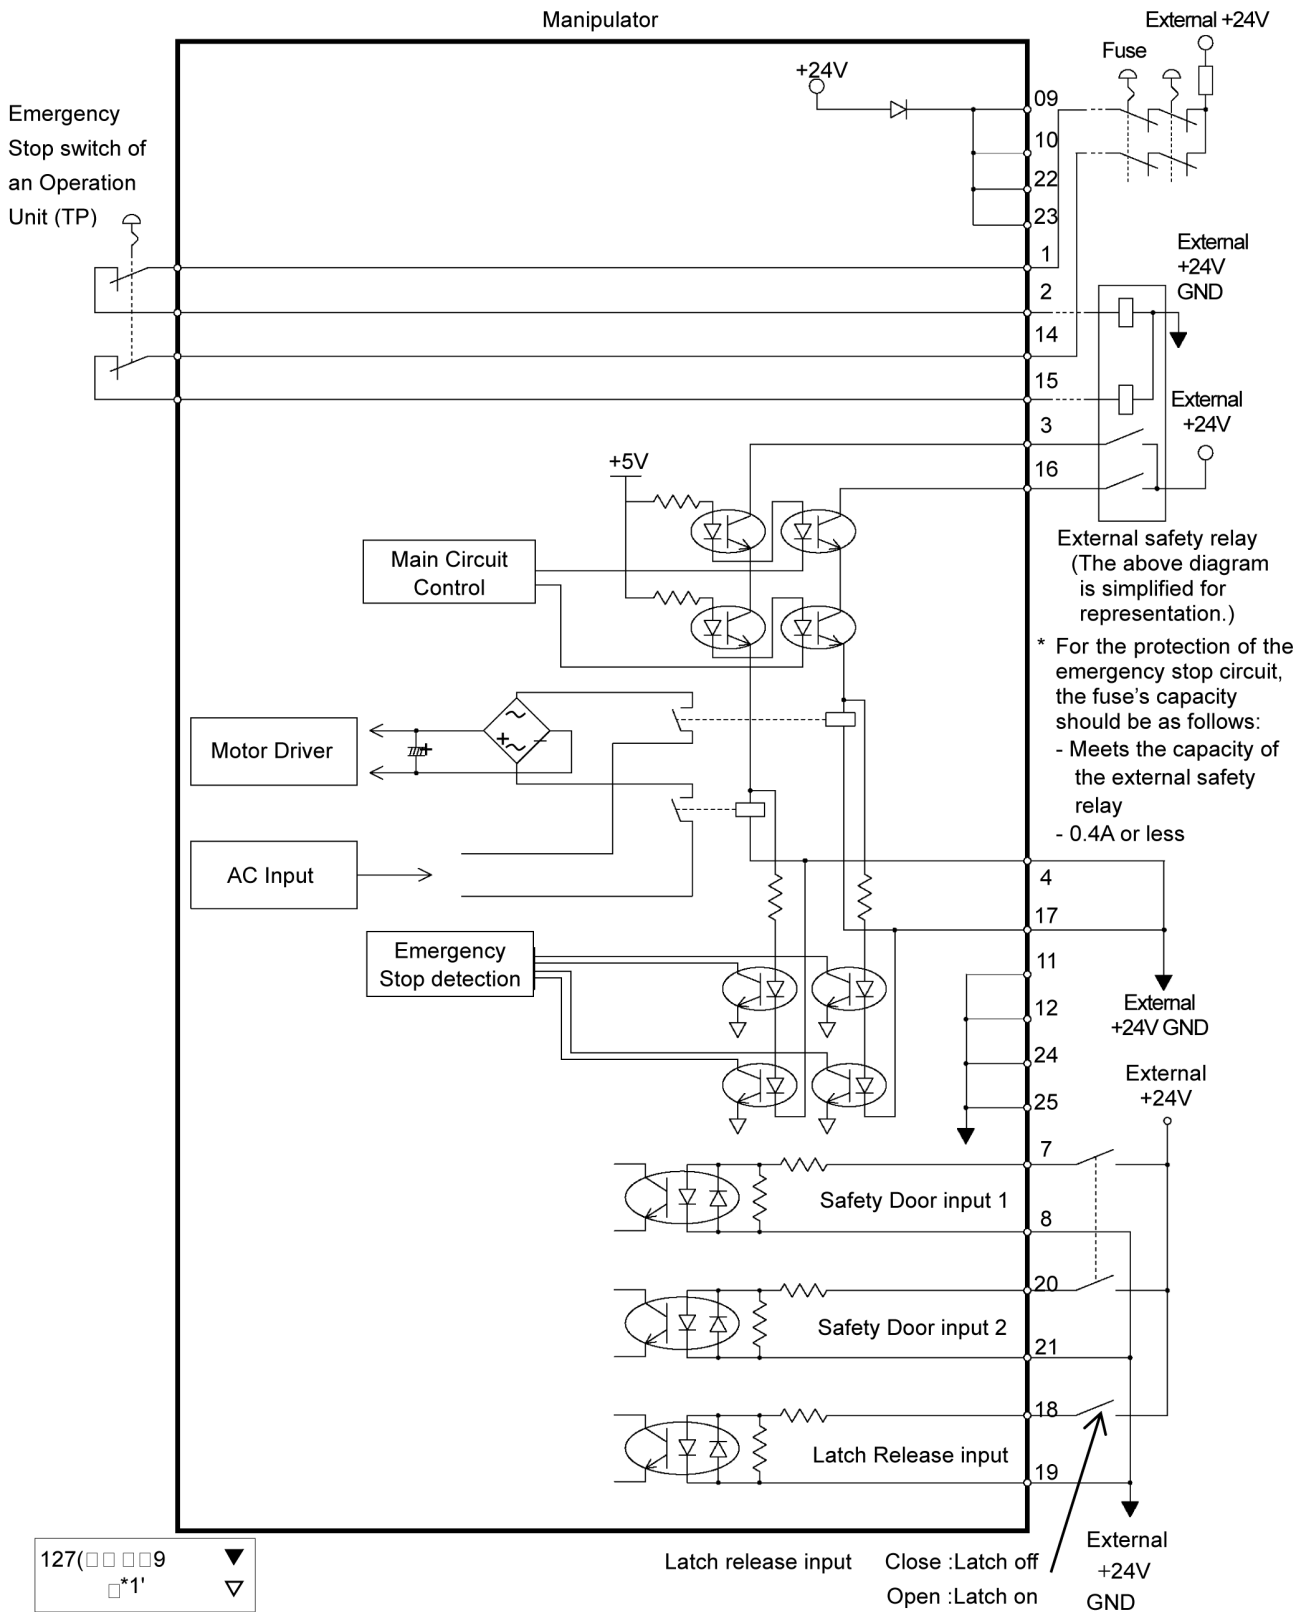 Manipulator
External +24V
Fuse
+24V
Emergency
Stop switch of
an Operation
Unit (TP)
09
10
22
23
1
2
14
15
3
16
External
+24V
GND
External
+24V
+5V
Main Circuit
Control
External safety relay
(The above diagram
is simplified for
representation.)
* For the protection of the
emergency stop circuit,
the fuse’s capacity
should be as follows:
- Meets the capacity of
the external safety
relay
- 0.4A or less
Motor Driver
AC Input
Emergency
Stop detection
4
17
11
12
24
25
External
+24V GND
External
+24V
7
Safety Door input 1
8
20
Safety Door input 2
21
18
Latch Release input
19
External
+24V
GND
Latch release input Close :Latch off
Open :Latch on
127(□□ □□9 ▼
□*1' ▽